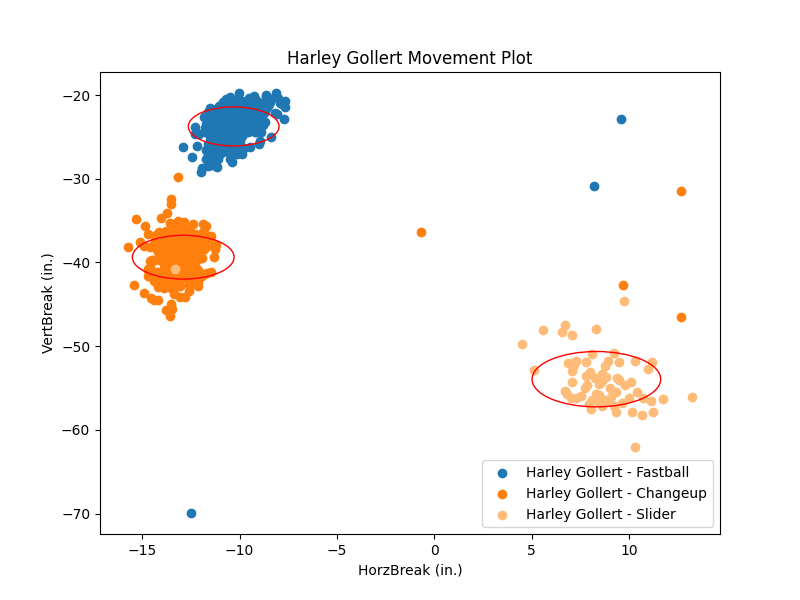 Harley Gollert Movement Plot
VertBreak (in.)
−20
−30
−40
−50
−60
−70
−15
−10
−5
0
5
10
HorzBreak (in.)
Harley Gollert - Fastball
Harley Gollert - Changeup
Harley Gollert - Slider